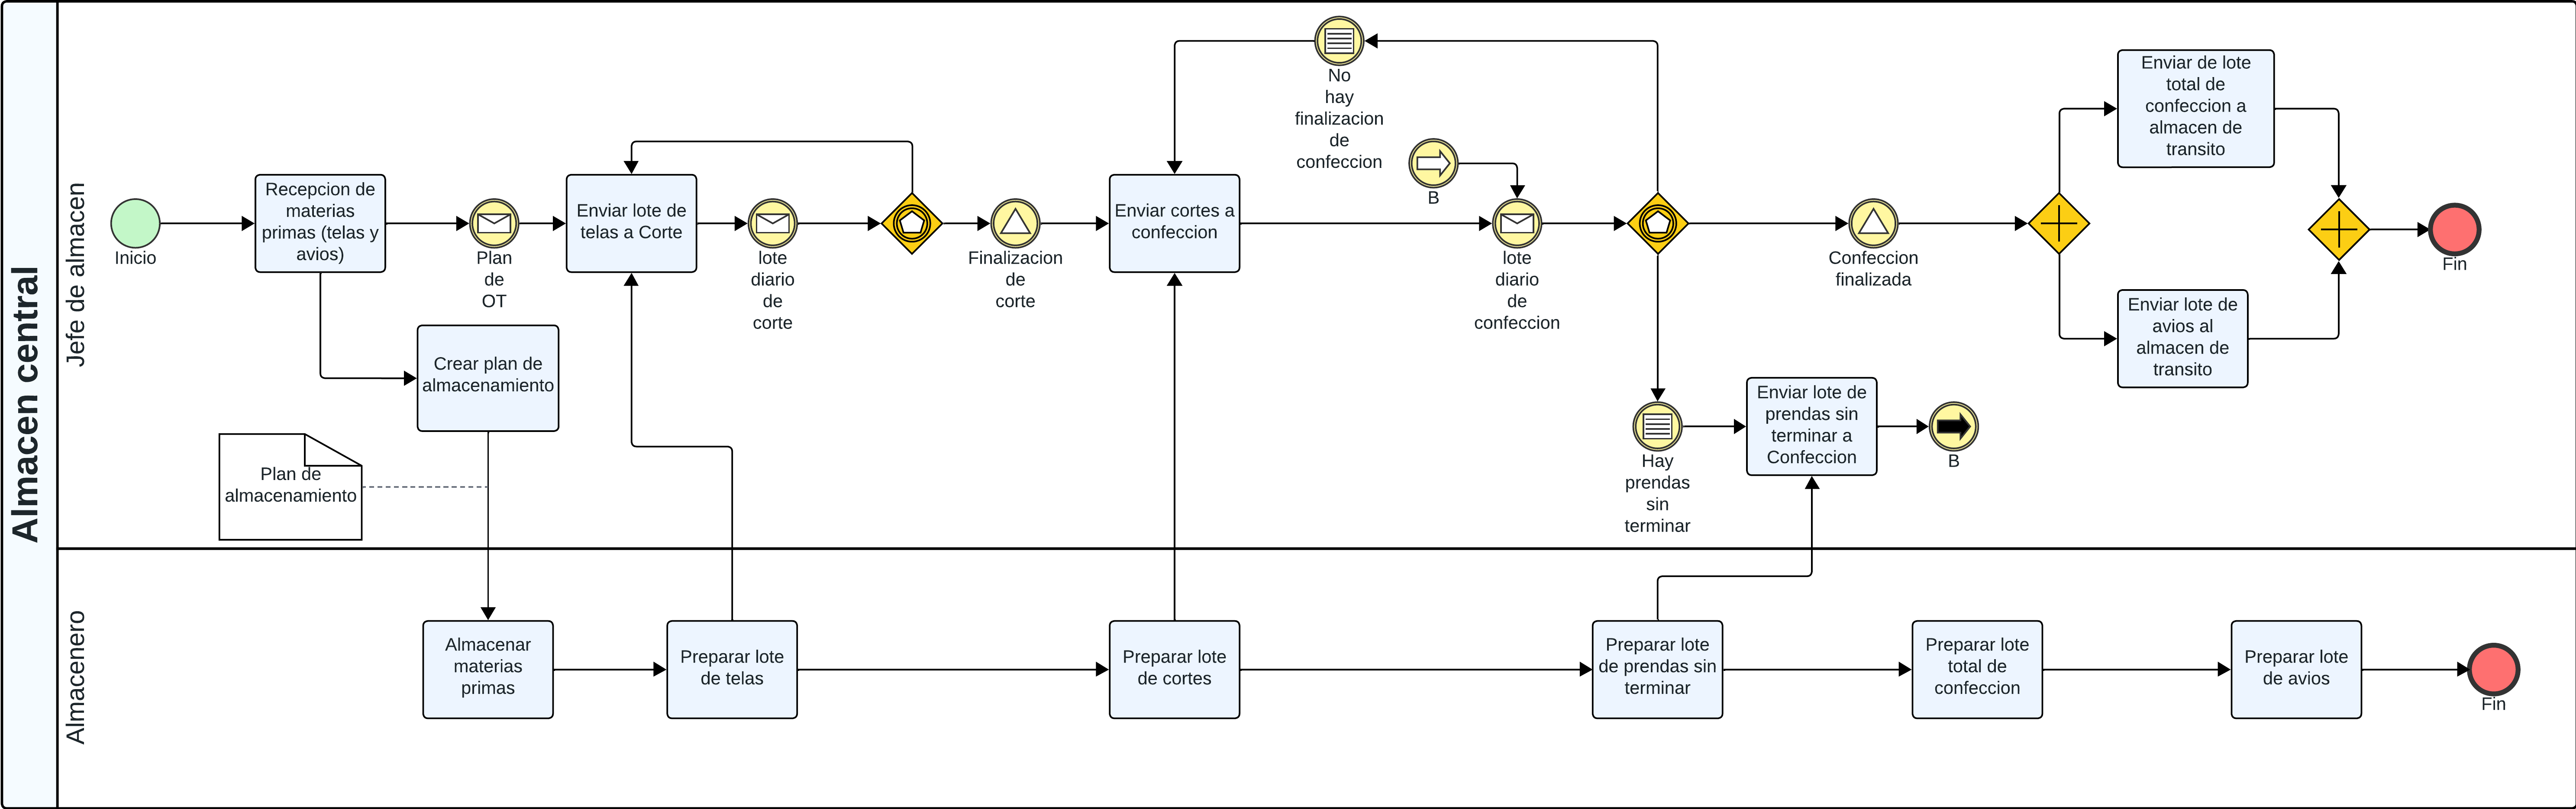 Almacen central
Jefe de almacen
Inicio
Recepcion de
materias
primas (telas y
avios)
Plan
de
OT
Enviar lote de
telas a Corte
lote
diario
de
corte
Finalizacion
de
corte
Enviar cortes a
confeccion
No
hay
finalizacion
de
confeccion
B
lote
diario
de
confeccion
Confeccion
finalizada
Enviar de lote
total de
confeccion a
almacen de
transito
Enviar lote de
avios al
almacen de
transito
Fin
Crear plan de
almacenamiento
Plan de
almacenamiento
Hay
prendas
sin
terminar
Enviar lote de
prendas sin
terminar a
Confeccion
B
Almacenero
Almacenar
materias
primas
Preparar lote
de telas
Preparar lote
de cortes
Preparar lote
de prendas sin
terminar
Preparar lote
total de
confeccion
Preparar lote
de avios
Fin